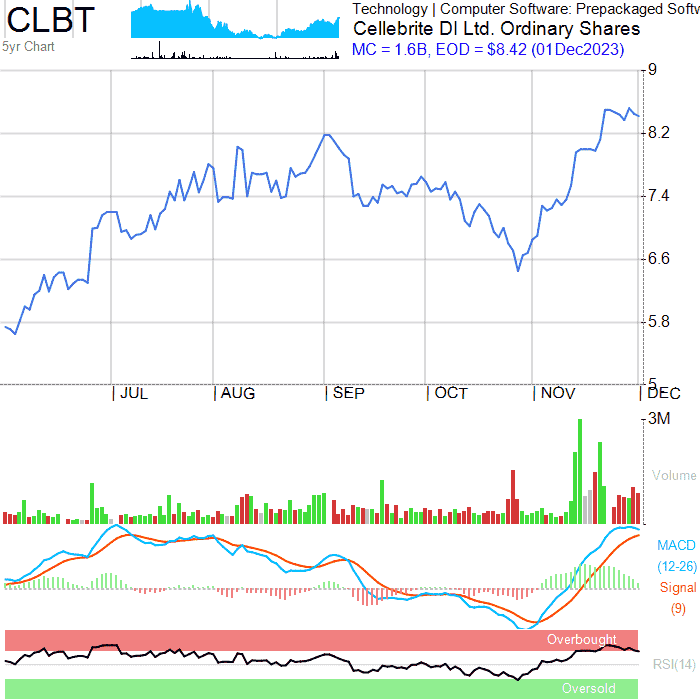 CLBT
5yr Chart
Technology | Computer Software: Prepackaged Softw
Cellebrite DI Ltd. Ordinary Shares
MC = 1.6B, EOD = $8.42 (01Dec2023)
9
8.2
7.4
6.6
5.8
5
| JUL | AUG | SEP | OCT | NOV | DEC
3M
Volume
MACD
(12-26)
Signal
(9)
Overbought
RSI(14)
Oversold